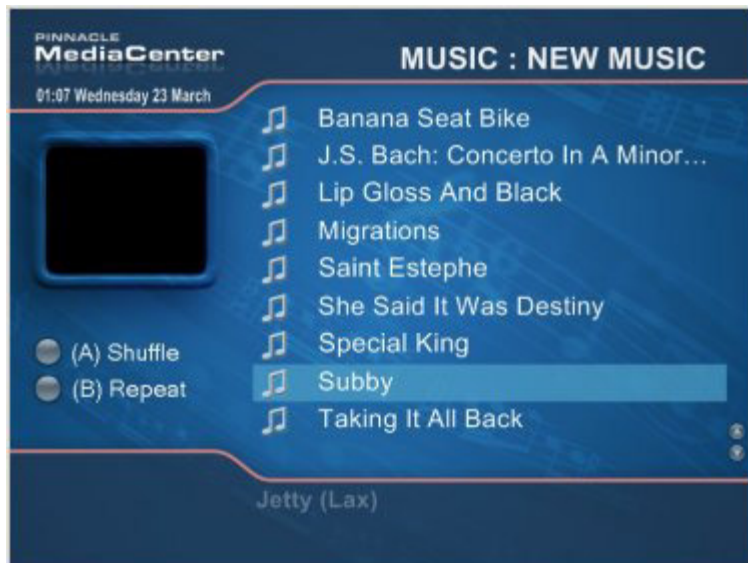 PINNACLE
MediaCenter
MUSIC : NEW MUSIC
01:07 Wednesday 23 March
Banana Seat Bike
J.S. Bach: Concerto In A Minor...
Lip Gloss And Black
Migrations
Saint Estephe
She Said It Was Destiny
Special King
Subby
Taking It All Back
(A) Shuffle
(B) Repeat
Jetty (Lax)